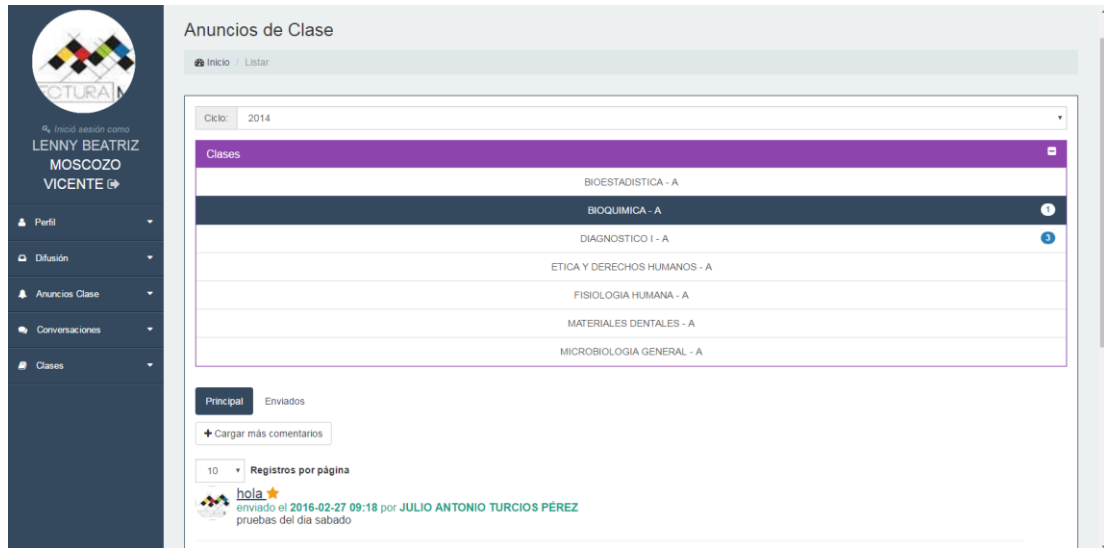 CTURA
Inició sesión como
LENNY BEATRIZ
MOSCOZO
VICENTE
Perfil
Difusión
Anuncios Clase
Conversaciones
Clases
Anuncios de Clase
Inicio / Listar
Ciclo: 2014
Clases
BIOESTADISTICA - A
BIOQUIMICA - A 1
DIAGNOSTICO I - A 3
ETICA Y DERECHOS HUMANOS - A
FISIOLOGIA HUMANA - A
MATERIALES DENTALES - A
MICROBIOLOGIA GENERAL - A
Principal Enviados
+ Cargar más comentarios
10 Registros por página
hola
enviado el 2016-02-27 09:18 por JULIO ANTONIO TURCIOS PÉREZ
pruebas del dia sabado